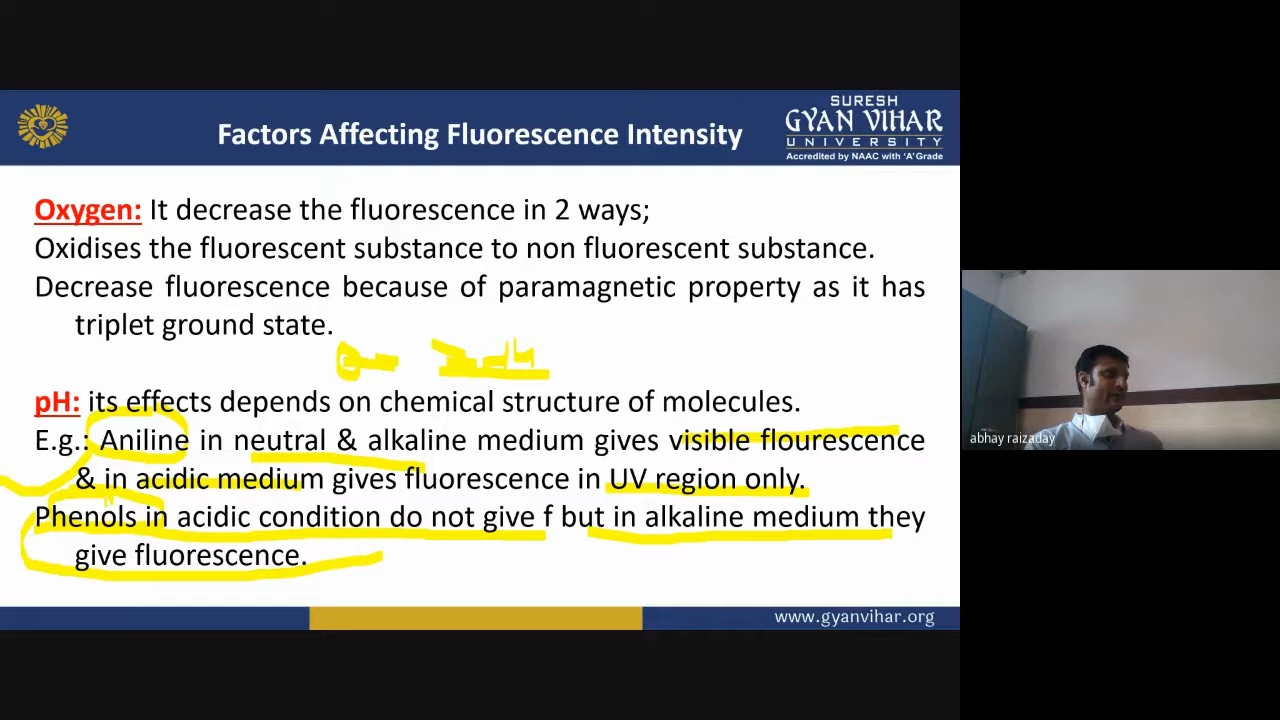 Factors Affecting Fluorescence Intensity
SURESH
GYAN VIHAR
UNIVERSITY
Accredited by NAAC with 'A' Grade
Oxygen: It decrease the fluorescence in 2 ways;
Oxidises the fluorescent substance to non fluorescent substance.
Decrease fluorescence because of paramagnetic property as it has
triplet ground state.
pH: its effects depends on chemical structure of molecules.
E.g.: Aniline in neutral & alkaline medium gives visible flourescence
& in acidic medium gives fluorescence in UV region only.
Phenols in acidic condition do not give f but in alkaline medium they
give fluorescence.
www.gyanvihar.org
abhay raizaday